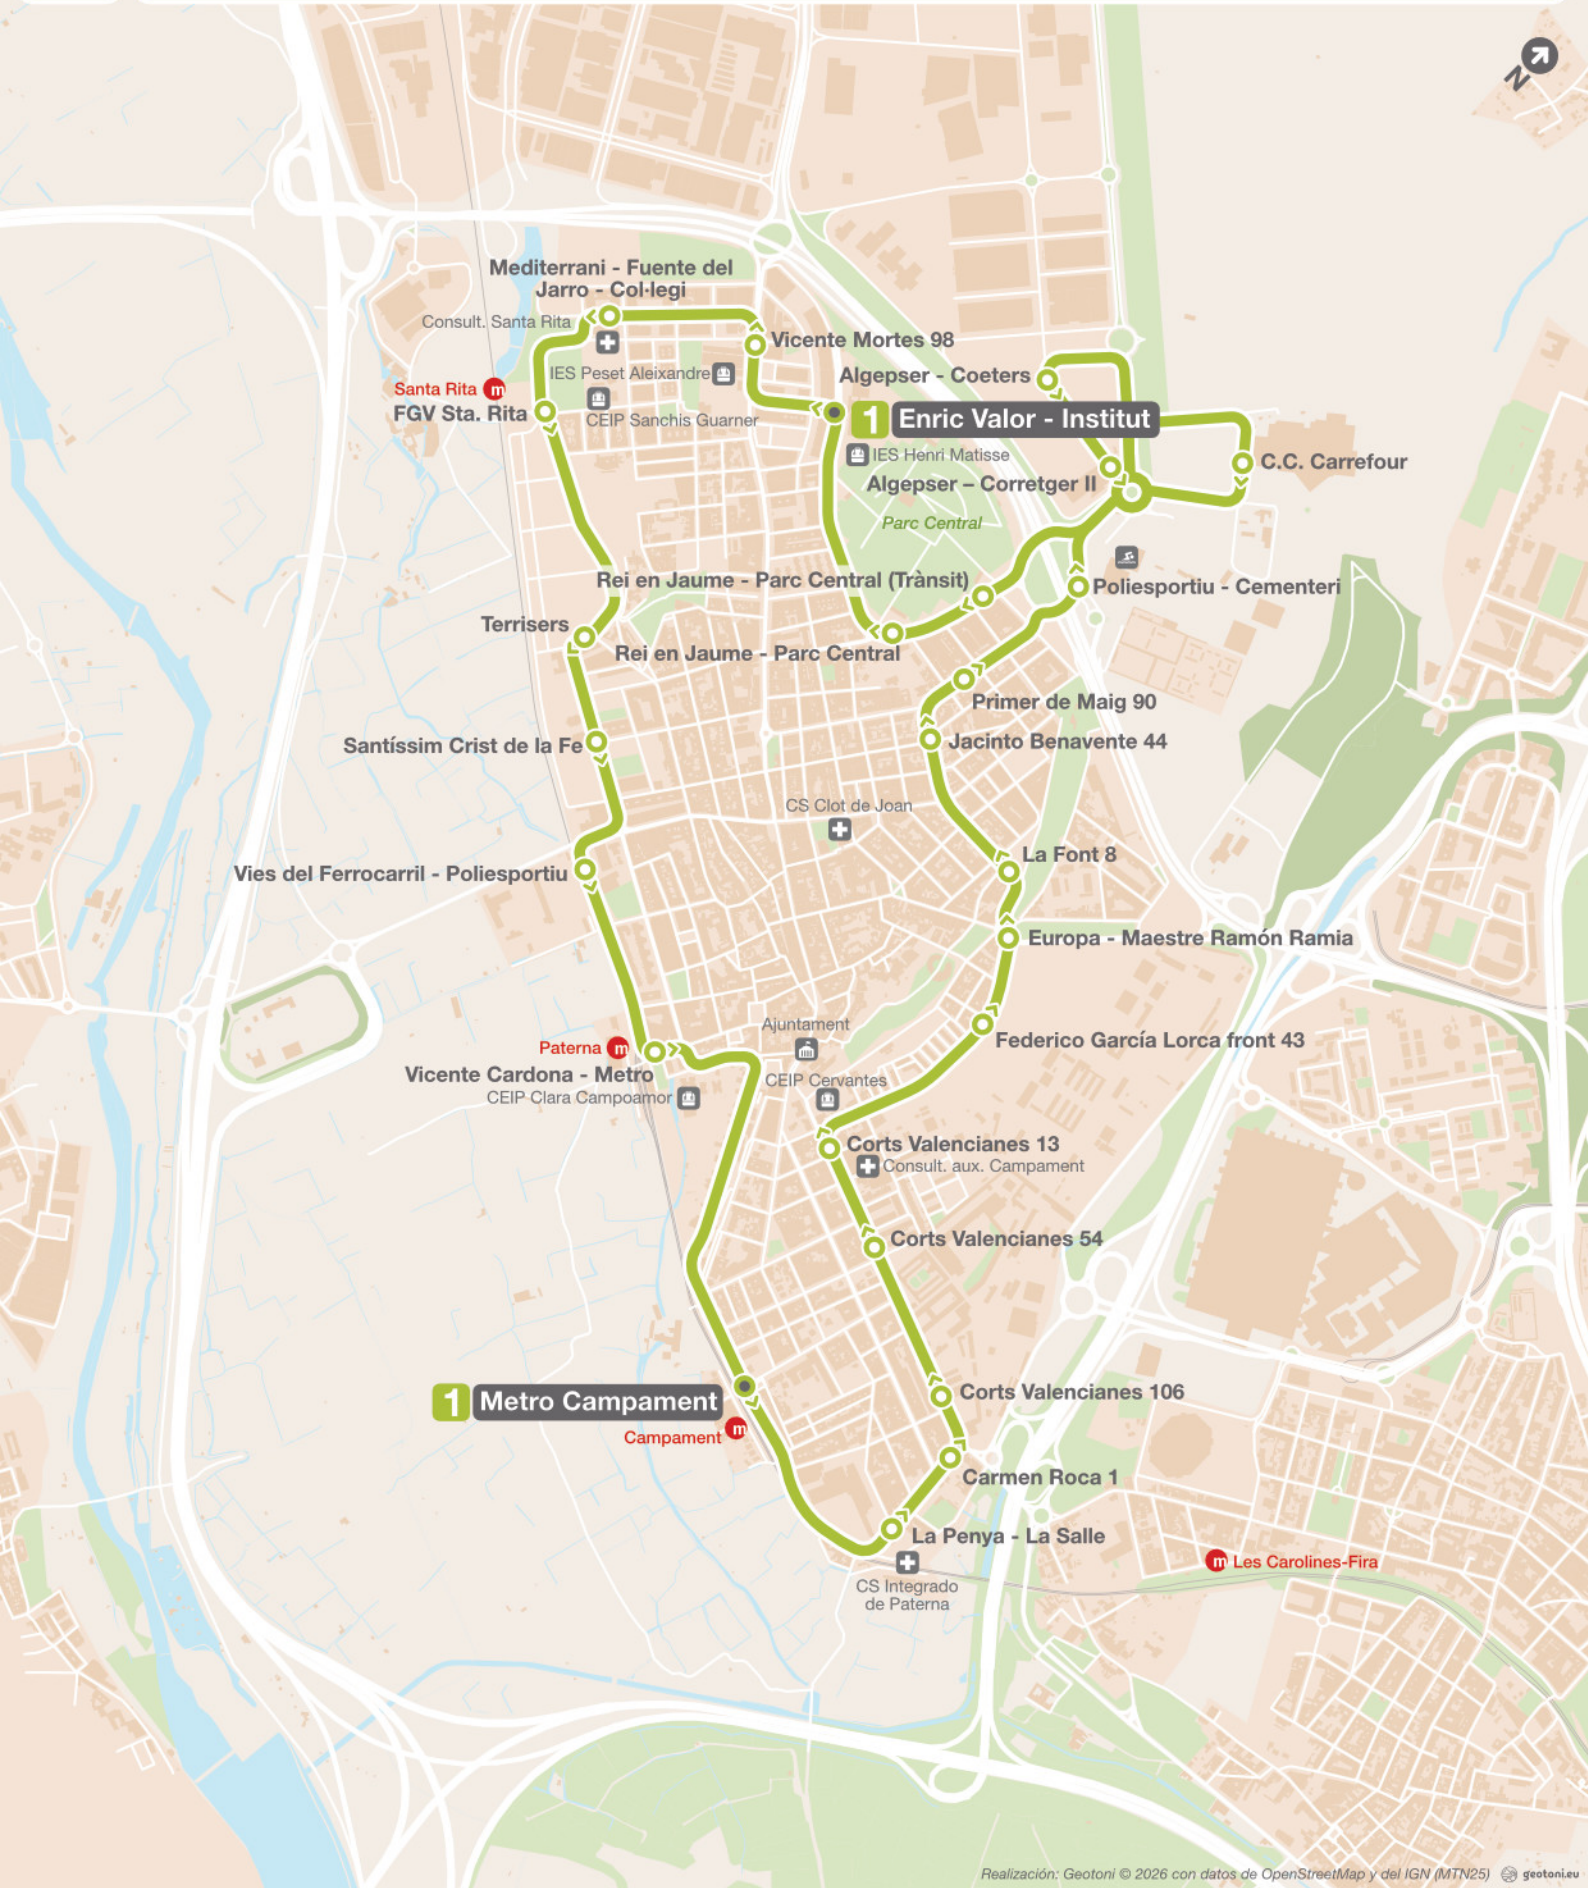 N
Mediterrani - Fuente del
Jarro - Col·legi
Consult. Santa Rita
Vicente Mortes 98
IES Peset Aleixandre
Algepser - Coeters
Santa Rita m
FGV Sta. Rita
CEIP Sanchis Guarner
1 Enric Valor - Institut
IES Henri Matisse
C.C. Carrefour
Algepser – Corretger II
Parc Central
Rei en Jaume - Parc Central (Trànsit)
Poliesportiu - Cementeri
Terrisers
Rei en Jaume - Parc Central
Primer de Maig 90
Santíssim Crist de la Fe
Jacinto Benavente 44
CS Clot de Joan
La Font 8
Vies del Ferrocarril - Poliesportiu
Europa - Maestre Ramón Ramia
Ajuntament
Federico García Lorca front 43
Paterna m
Vicente Cardona - Metro
CEIP Cervantes
CEIP Clara Campoamor
Corts Valencianes 13
Consult. aux. Campament
Corts Valencianes 54
Corts Valencianes 106
1 Metro Campament
Campament m
Carmen Roca 1
La Penya - La Salle
m Les Carolines-Fira
CS Integrado
de Paterna
Realización: Geotoni © 2026 con datos de OpenStreetMap y del IGN (MTN25) geotoni.eu